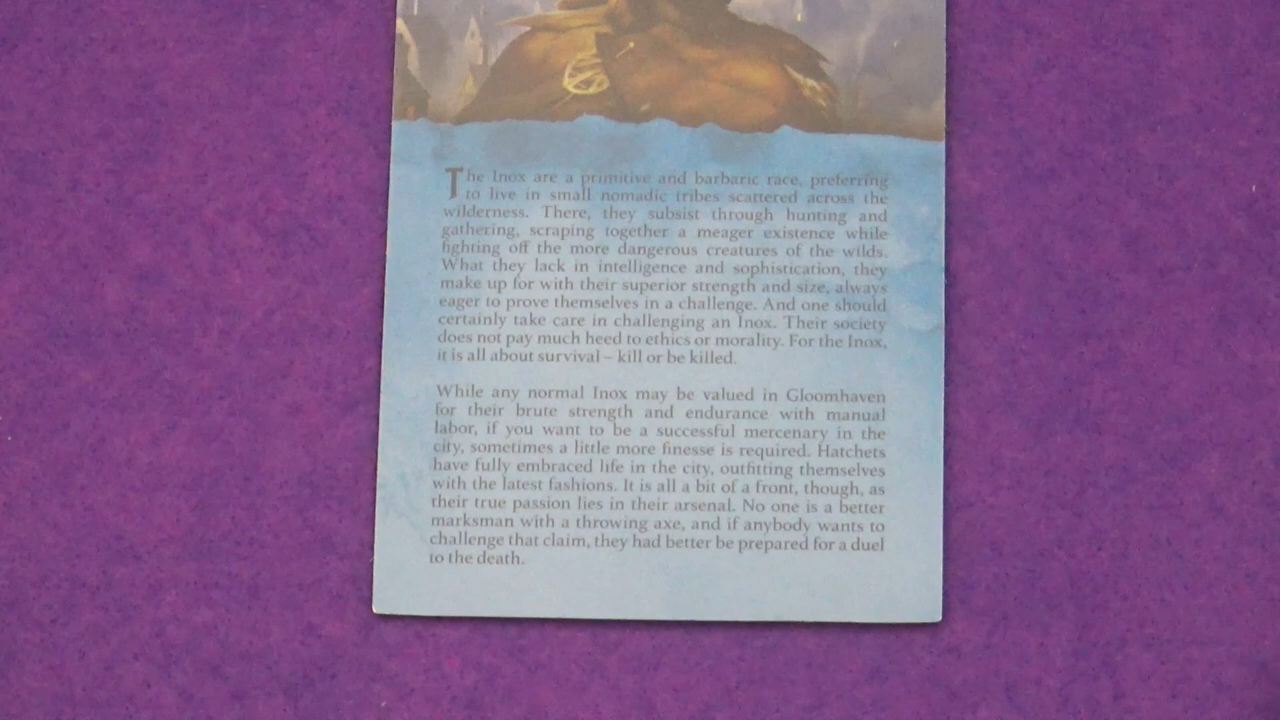 The Inox are a primitive and barbaric race, preferring
to live in small nomadic tribes scattered across the
wilderness. There, they subsist through hunting and
gathering, scraping together a meager existence while
fighting off the more dangerous creatures of the wilds.
What they lack in intelligence and sophistication, they
make up for with their superior strength and size, always
eager to prove themselves in a challenge. And one should
certainly take care in challenging an Inox. Their society
does not pay much heed to ethics or morality. For the Inox,
it is all about survival – kill or be killed.
While any normal Inox may be valued in Gloomhaven
for their brute strength and endurance with manual
labor, if you want to be a successful mercenary in the
city, sometimes a little more finesse is required. Hatchets
have fully embraced life in the city, outfitting themselves
with the latest fashions. It is all a bit of a front, though, as
their true passion lies in their arsenal. No one is a better
marksman with a throwing axe, and if anybody wants to
challenge that claim, they had better be prepared for a duel
to the death.